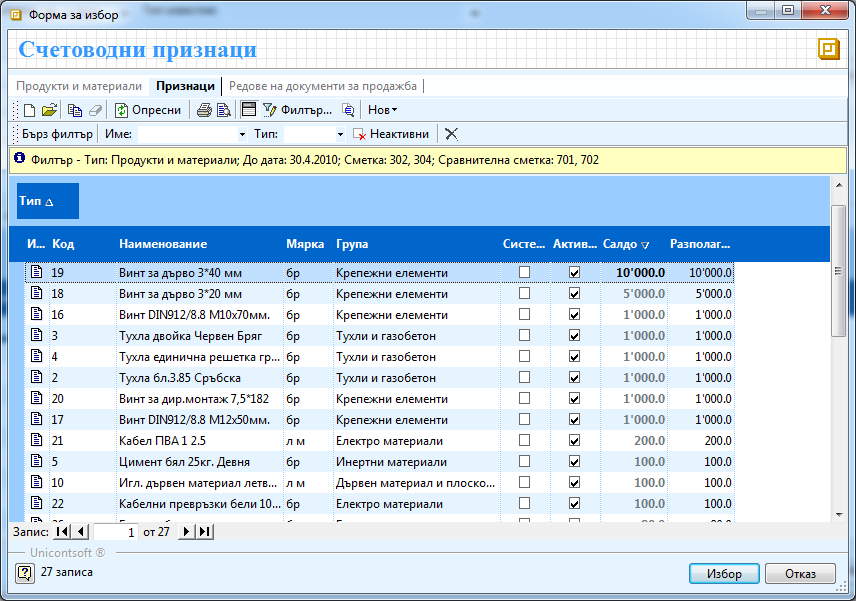 Форма за избор
Счетоводни признаци
Продукти и материали Признаци Редове на документи за продажба
Опресни Филтър... Нов
Бърз филтър Име: Тип: Неактивни
Филтър - Тип: Продукти и материали; До дата: 30.4.2010; Сметка: 302, 304; Сравнителна сметка: 701, 702
Тип
И... Код Наименование Мярка Група Систе... Актив... Салдо Разполаг...
19 Винт за дърво 3*40 мм бр Крепежни елементи 10'000.0 10'000.0
18 Винт за дърво 3*20 мм бр Крепежни елементи 5'000.0 5'000.0
16 Винт DIN912/8.8 М10x70мм. бр Крепежни елементи 1'000.0 1'000.0
3 Тухла двойка Червен Бряг бр Тухли и газобетон 1'000.0 1'000.0
4 Тухла единична решетка гр... бр Тухли и газобетон 1'000.0 1'000.0
2 Тухла бл.3.85 Сръбска бр Тухли и газобетон 1'000.0 1'000.0
20 Винт за дир.монтаж 7,5*182 бр Крепежни елементи 1'000.0 1'000.0
17 Винт DIN912/8.8 М12x50мм. бр Крепежни елементи 1'000.0 1'000.0
21 Кабел ПВА 1 2.5 л м Електро материали 200.0 200.0
5 Цимент бял 25кг. Девня бр Инертни материали 100.0 100.0
10 Игл. дървен материал летв... л м Дървен материал и плоско... 100.0 100.0
22 Кабелни превръзки бели 10... бр Електро материали 100.0 100.0
Запис: 1 от 27
Unicontsoft ®
27 записа
Избор Отказ